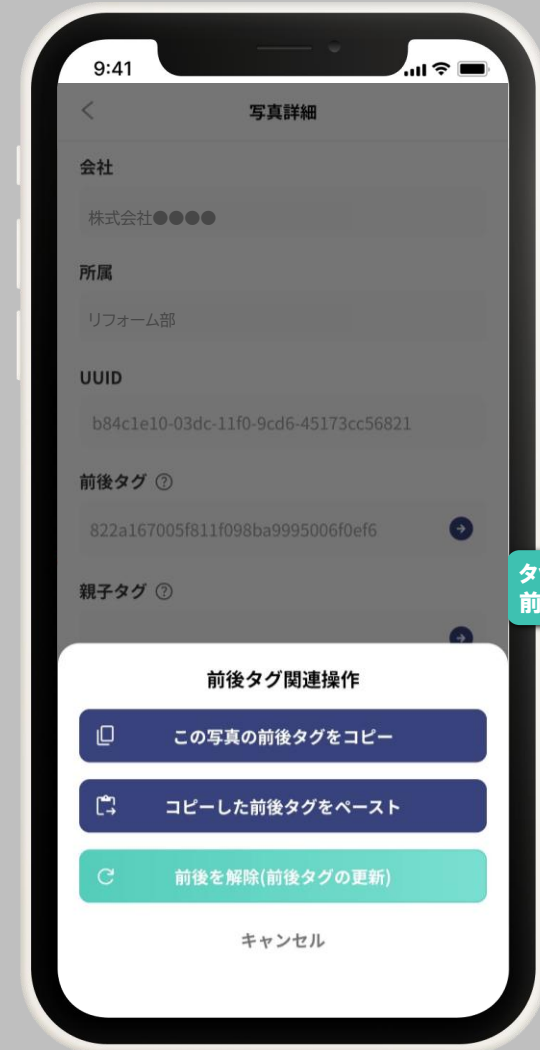 9:41
写真詳細
会社
株式会社●●●●
所属
リフォーム部
UUID
b84c1e10-03dc-11f0-9cd6-45173cc56821
前後タグ ?
822a167005f811f098ba9995006f0ef6
親子タグ ?
前後タグ関連操作
この写真の前後タグをコピー
コピーした前後タグをペースト
前後を解除(前後タグの更新)
キャンセル
タ
前